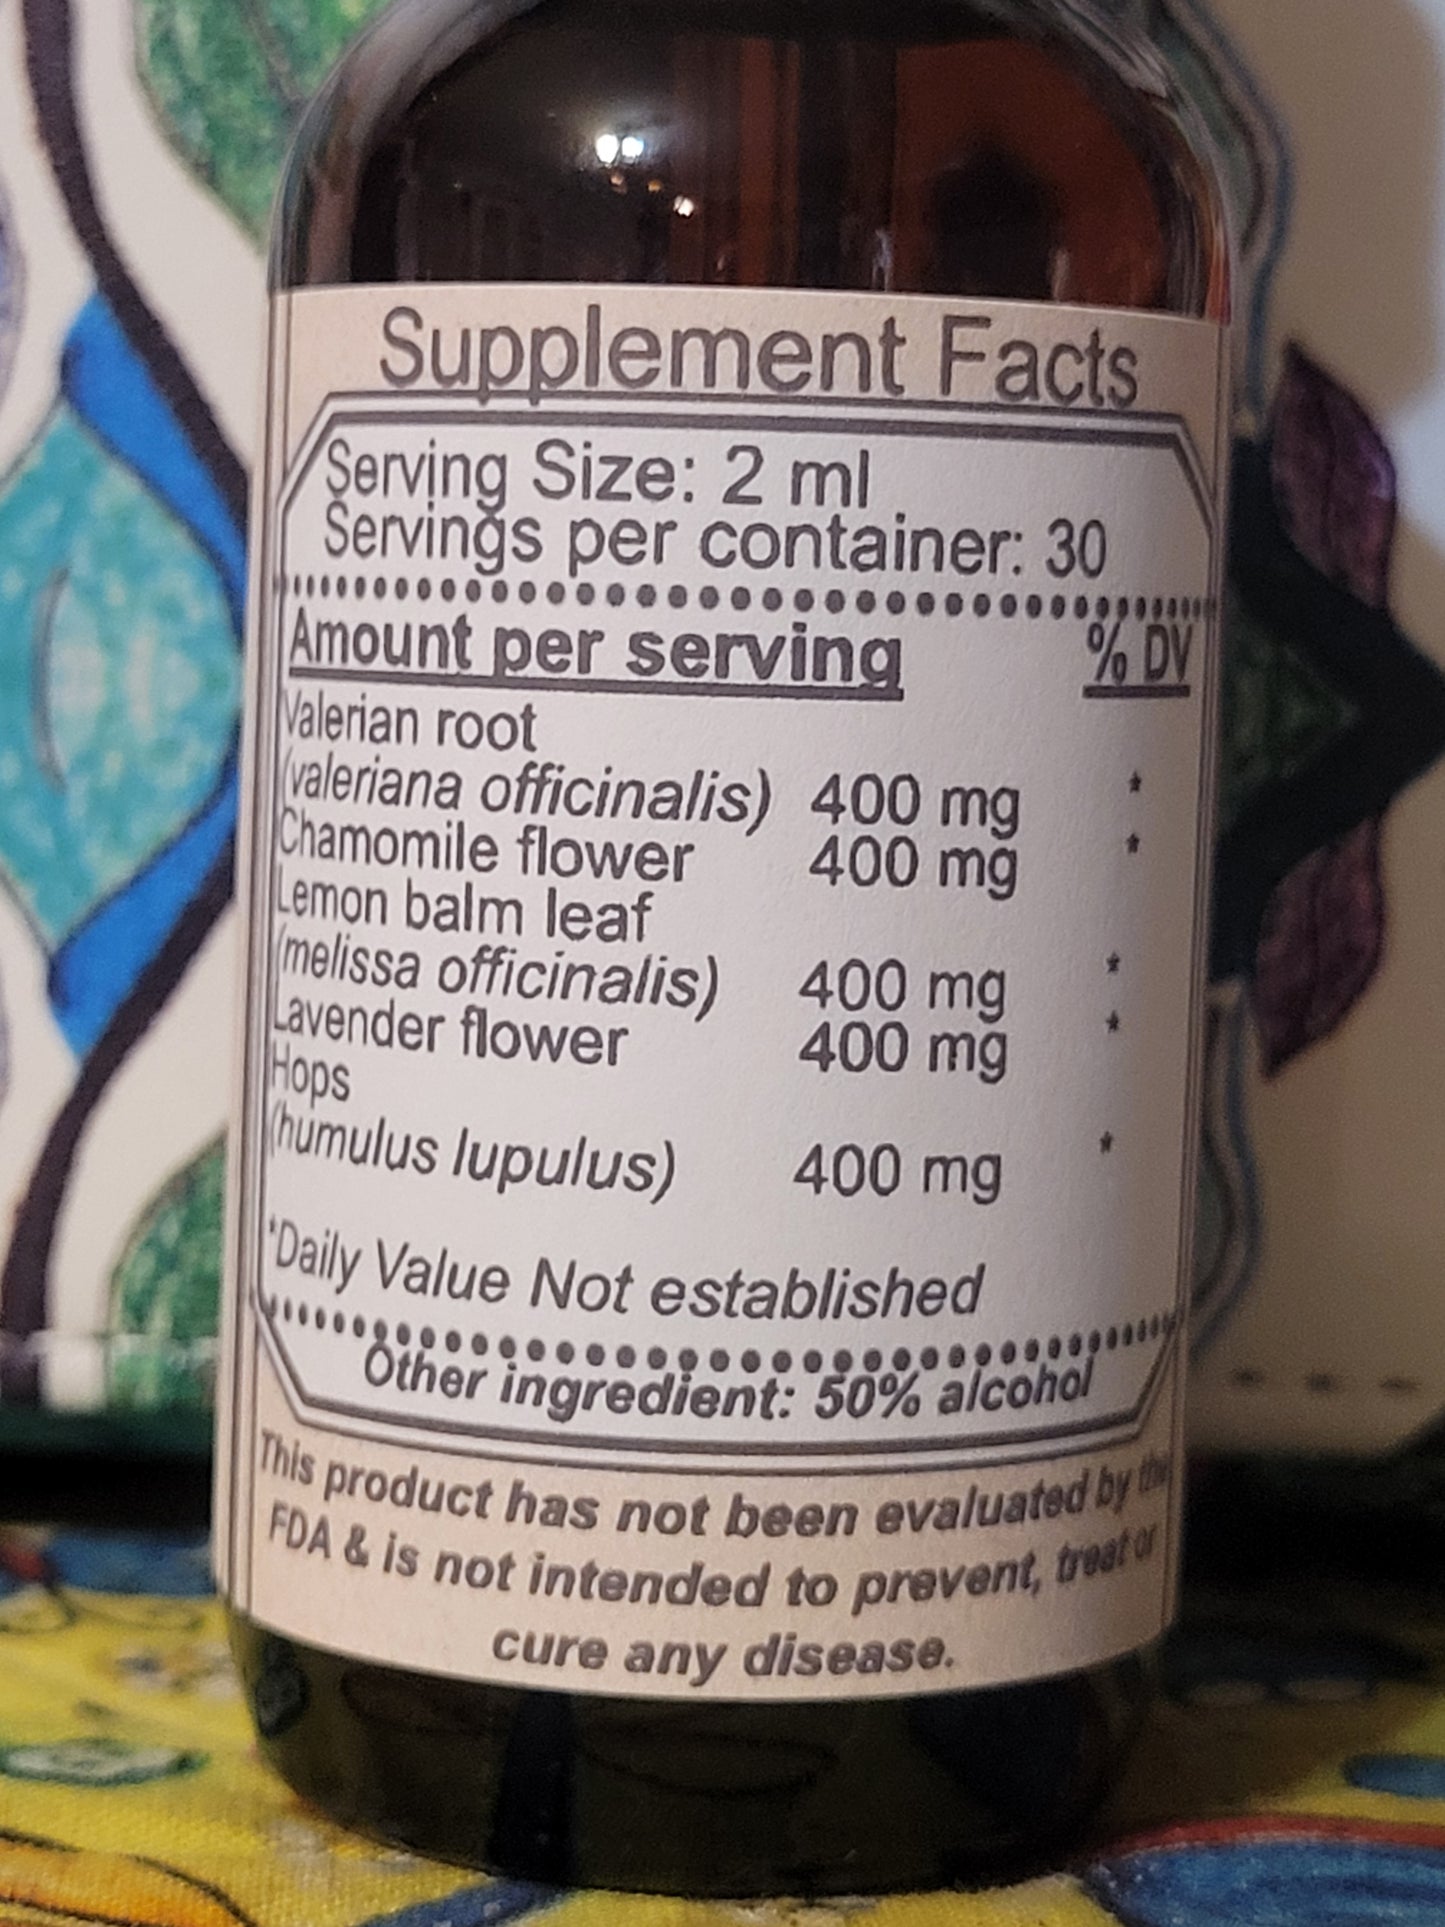 Supplement Facts
Serving Size: 2 ml
Servings per container: 30
Amount per serving % DV
Valerian root
(valeriana officinalis) 400 mg *
Chamomile flower 400 mg *
Lemon balm leaf
(melissa officinalis) 400 mg *
Lavender flower 400 mg *
Hops
(humulus lupulus) 400 mg *
*Daily Value Not established
Other ingredient: 50% alcohol
This product has not been evaluated by the
FDA & is not intended to prevent, treat or
cure any disease.